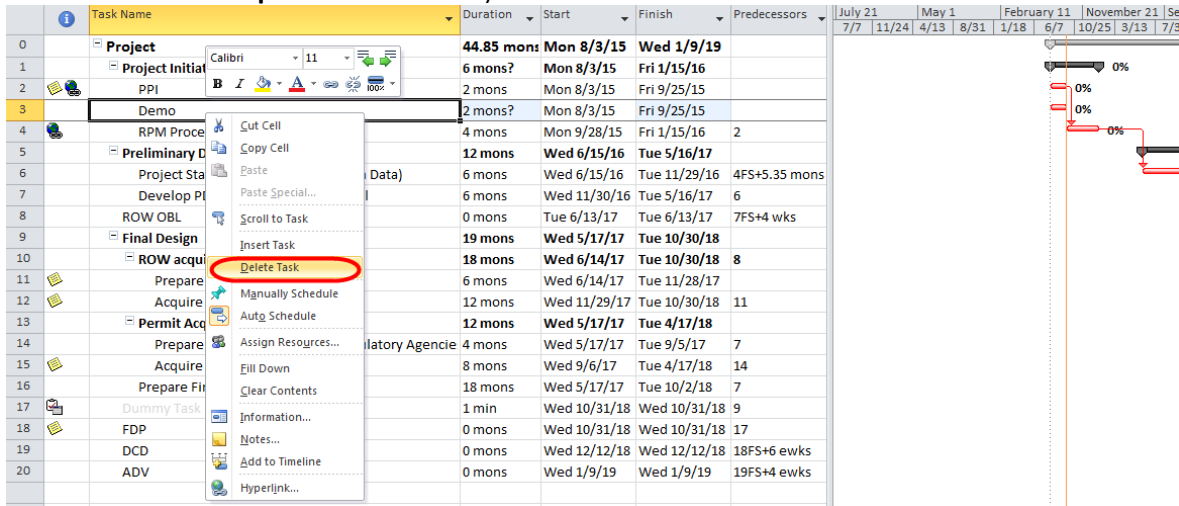 Task Name Duration Start Finish Predecessors July 21 May 1 February 11 November 21 Se
7/7 11/24 4/13 8/31 1/18 6/7 10/25 3/13 7/3
0 Project 44.85 mons Mon 8/3/15 Wed 1/9/19
Calibri 11
1 Project Initiat 6 mons? Mon 8/3/15 Fri 1/15/16 0%
B I A 100%
2 PPI 2 mons Mon 8/3/15 Fri 9/25/15 0%
3 Demo 2 mons? Mon 8/3/15 Fri 9/25/15 0%
Cut Cell
4 RPM Proce 4 mons Mon 9/28/15 Fri 1/15/16 2 0%
Copy Cell
5 Preliminary D 12 mons Wed 6/15/16 Tue 5/16/17
Paste
6 Project Sta Data) 6 mons Wed 6/15/16 Tue 11/29/16 4FS+5.35 mons
Paste Special...
7 Develop Pl 6 mons Wed 11/30/16 Tue 5/16/17 6
8 ROW OBL 0 mons Tue 6/13/17 Tue 6/13/17 7FS+4 wks
Scroll to Task
9 Final Design 19 mons Wed 5/17/17 Tue 10/30/18
Insert Task
10 ROW acqui 18 mons Wed 6/14/17 Tue 10/30/18 8
Delete Task
11 Prepare 6 mons Wed 6/14/17 Tue 11/28/17
Manually Schedule
12 Acquire 12 mons Wed 11/29/17 Tue 10/30/18 11
Auto Schedule
13 Permit Acq 12 mons Wed 5/17/17 Tue 4/17/18
Assign Resources...
14 Prepare ulatory Agencie 4 mons Wed 5/17/17 Tue 9/5/17 7
Fill Down
15 Acquire 8 mons Wed 9/6/17 Tue 4/17/18 14
Clear Contents
16 Prepare Fir 18 mons Wed 5/17/17 Tue 10/2/18 7
17 Dummy Task 1 min Wed 10/31/18 Wed 10/31/18 9
Information...
18 FDP 0 mons Wed 10/31/18 Wed 10/31/18 17
Notes...
19 DCD 0 mons Wed 12/12/18 Wed 12/12/18 18FS+6 ewks
Add to Timeline
20 ADV 0 mons Wed 1/9/19 Wed 1/9/19 19FS+4 ewks
Hyperlink...